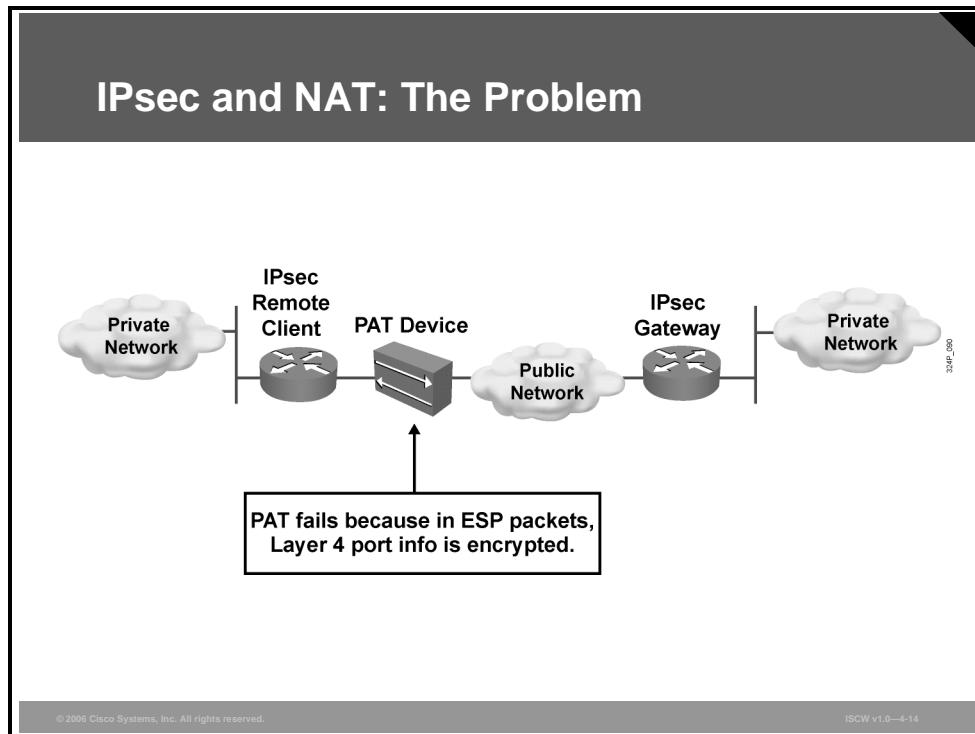 IPsec and NAT: The Problem
Private
Network
IPsec
Remote
Client
PAT Device
Public
Network
IPsec
Gateway
Private
Network
324P_090
PAT fails because in ESP packets,
Layer 4 port info is encrypted.
© 2006 Cisco Systems, Inc. All rights reserved.
ISCW v1.0—4-14